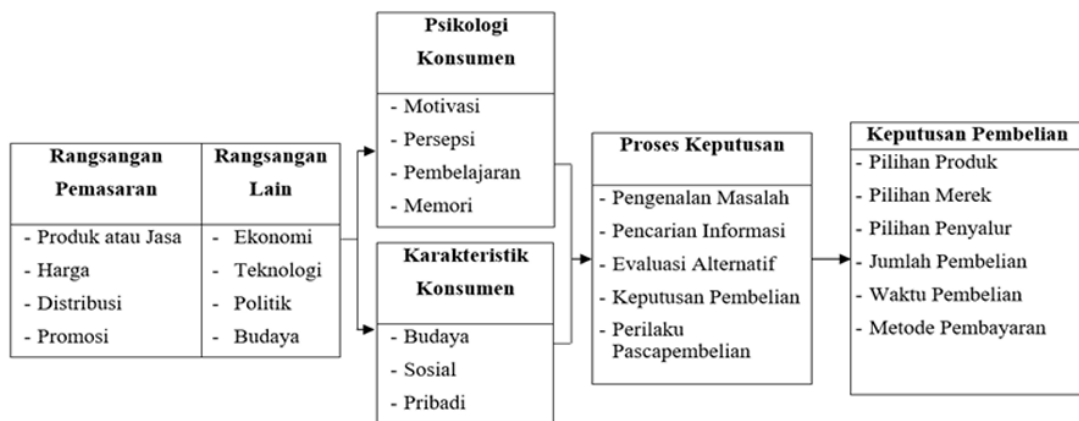 Rangsangan
Pemasaran
- Produk atau Jasa
- Harga
- Distribusi
- Promosi
Rangsangan
Lain
- Ekonomi
- Teknologi
- Politik
- Budaya
Psikologi
Konsumen
- Motivasi
- Persepsi
- Pembelajaran
- Memori
Karakteristik
Konsumen
- Budaya
- Sosial
- Pribadi
Proses Keputusan
- Pengenalan Masalah
- Pencarian Informasi
- Evaluasi Alternatif
- Keputusan Pembelian
- Perilaku
Pascapembelian
Keputusan Pembelian
- Pilihan Produk
- Pilihan Merek
- Pilihan Penyalur
- Jumlah Pembelian
- Waktu Pembelian
- Metode Pembayaran